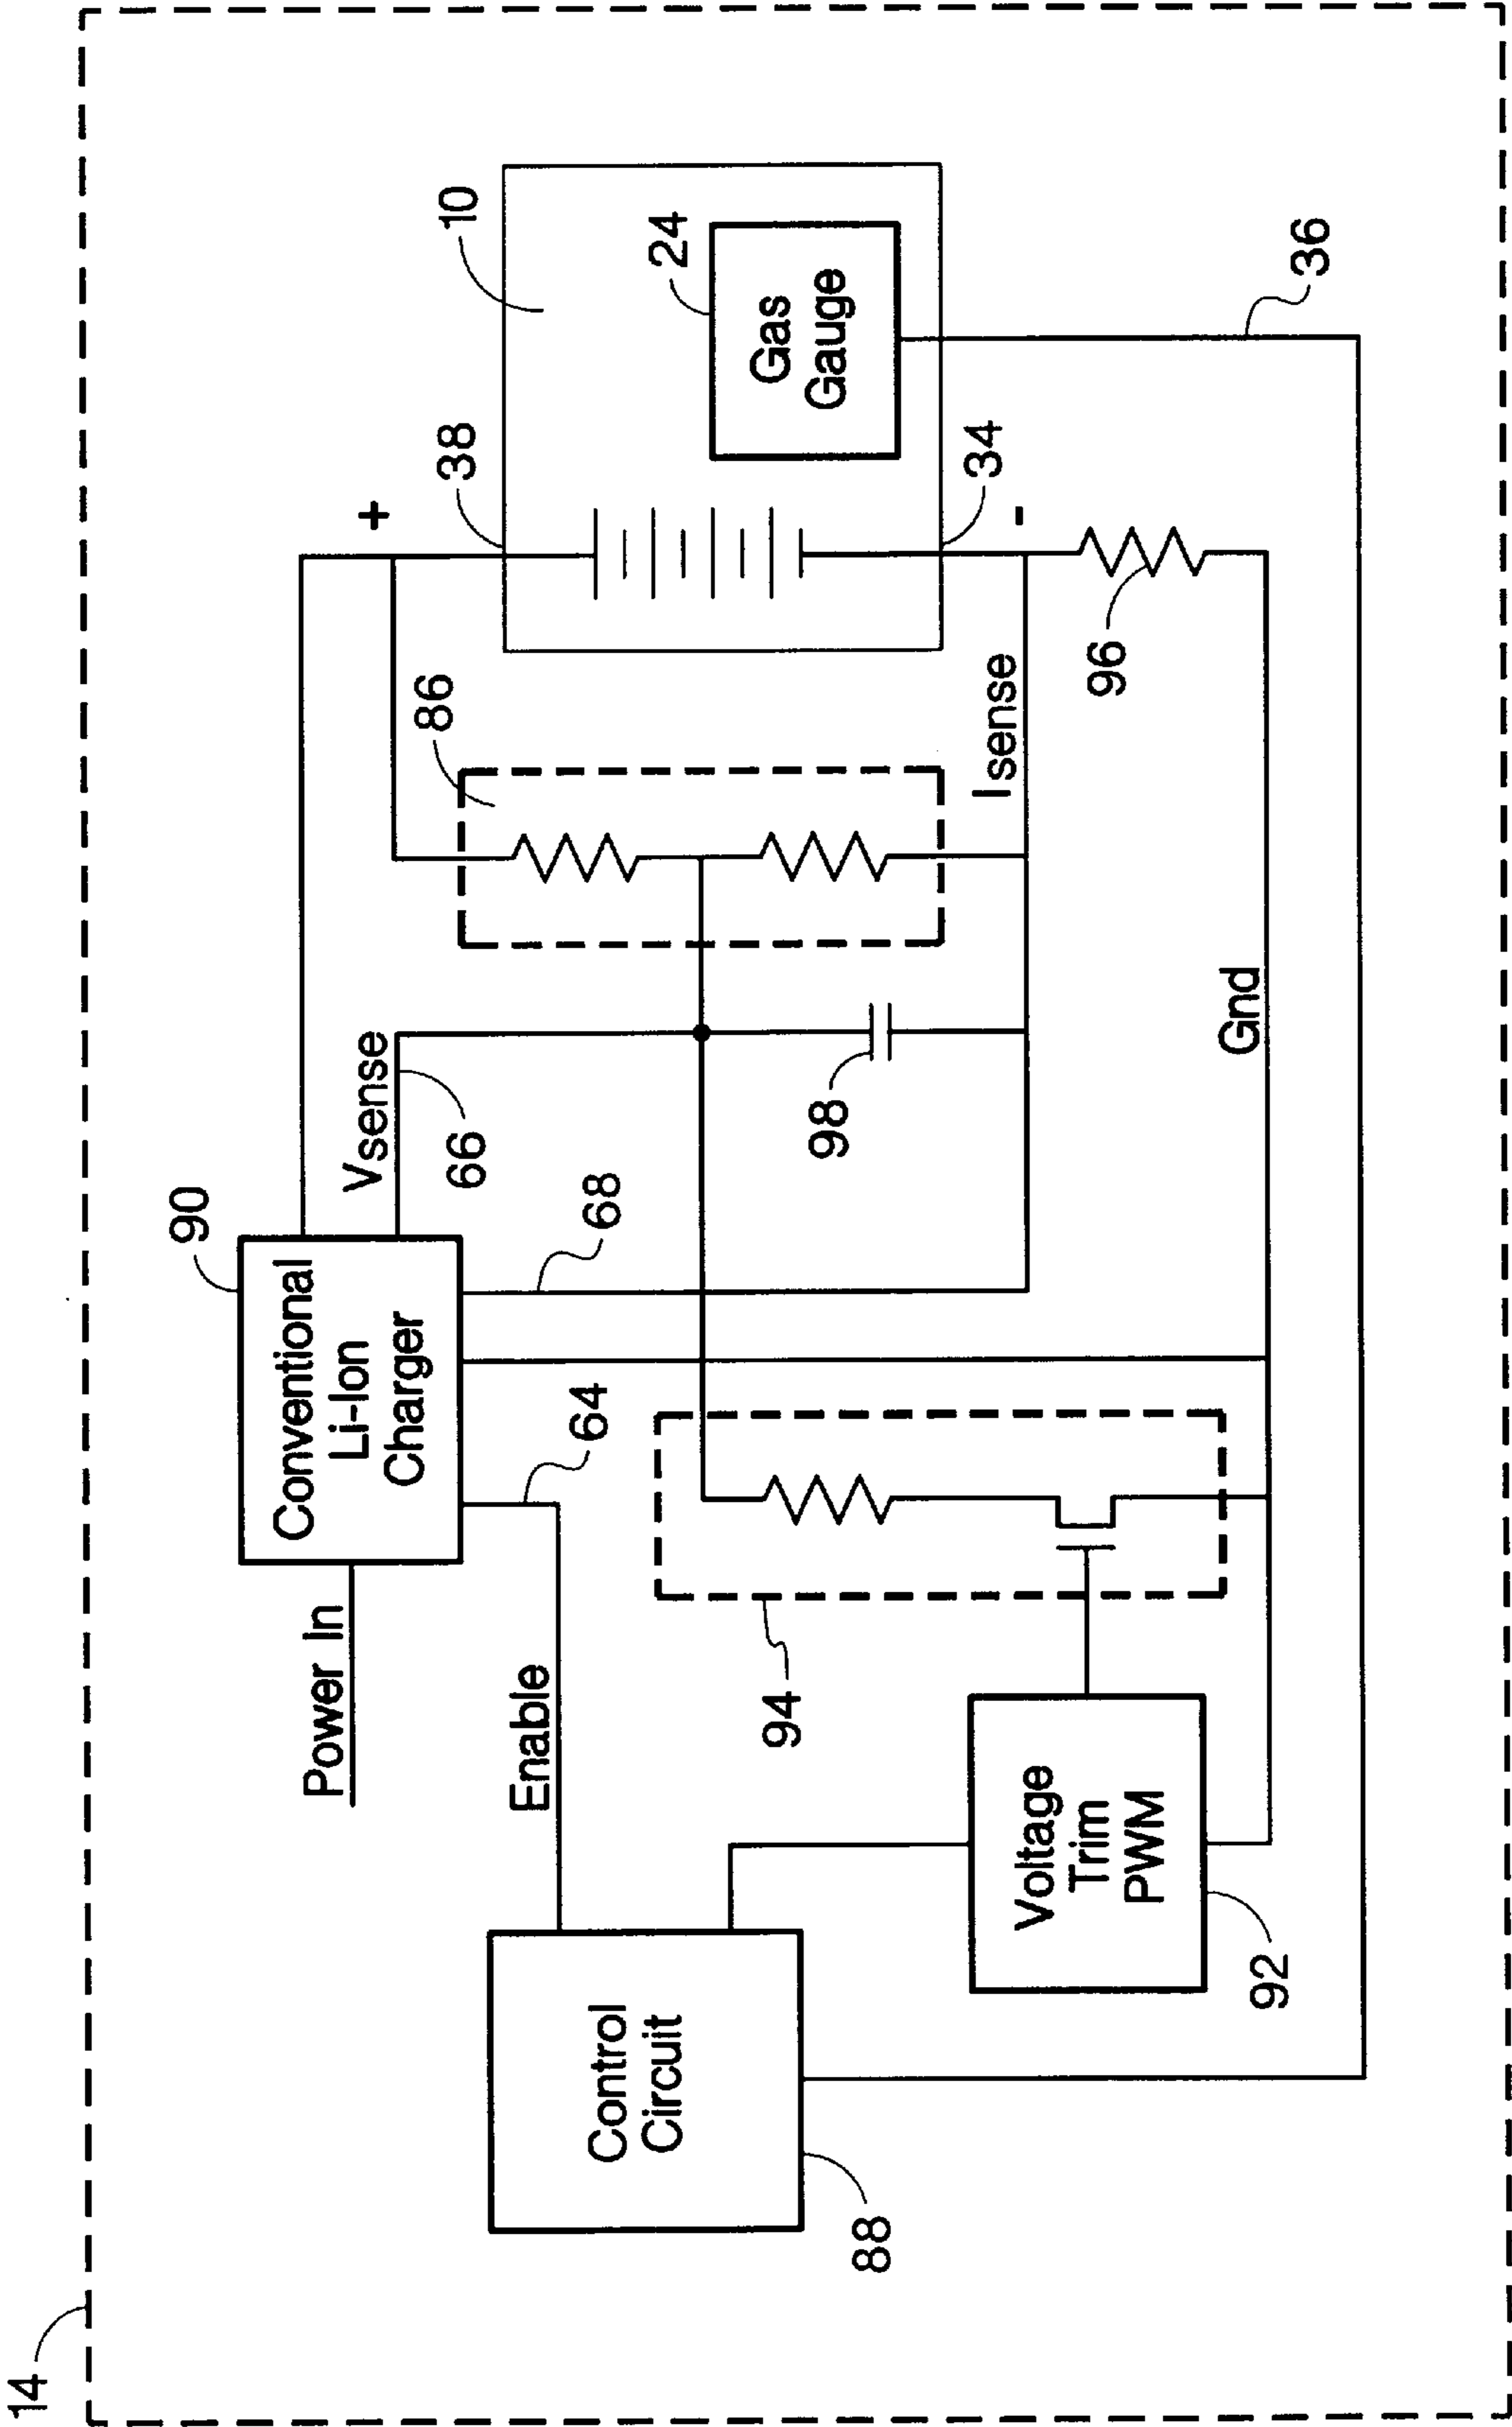 14
90
Conventional
Li-Ion
Charger
Power In
Vsense
66
+
38
10
86
68
64
Enable
24
Gas
Gauge
Control
Circuit
88
94
98
Isense
-
34
96
Voltage
Trim
PWM
92
Gnd
36